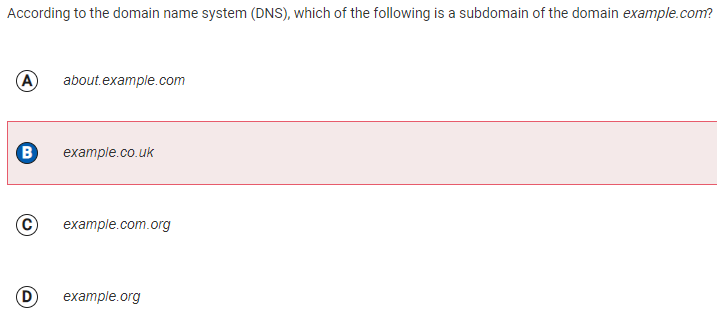 According to the domain name system (DNS), which of the following is a subdomain of the domain example.com?
A about.example.com
B example.co.uk
C example.com.org
D example.org